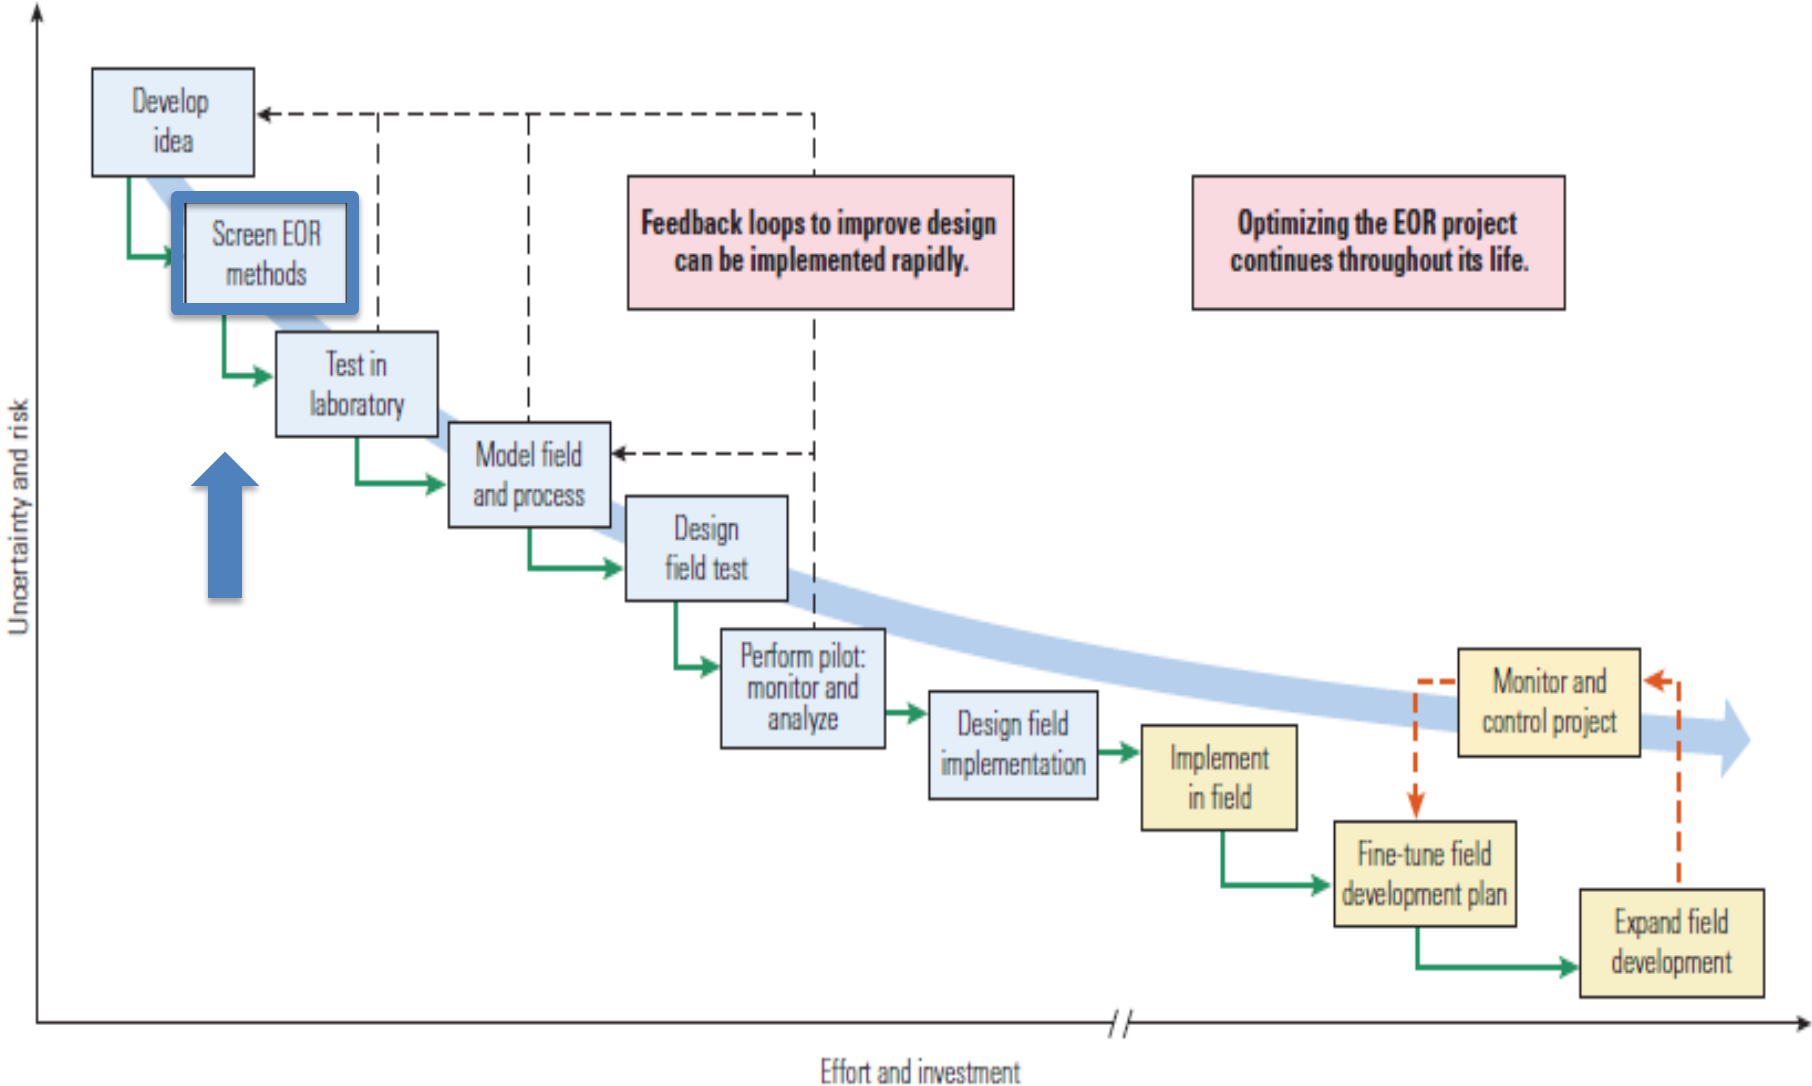 Develop
idea
Screen EOR
methods
Feedback loops to improve design
can be implemented rapidly.
Optimizing the EOR project
continues throughout its life.
Test in
laboratory
Model field
and process
Design
field test
Perform pilot:
monitor and
analyze
Design field
implementation
Implement
in field
Monitor and
control project
Fine-tune field
development plan
Expand field
development
Uncertainty and risk
Effort and investment